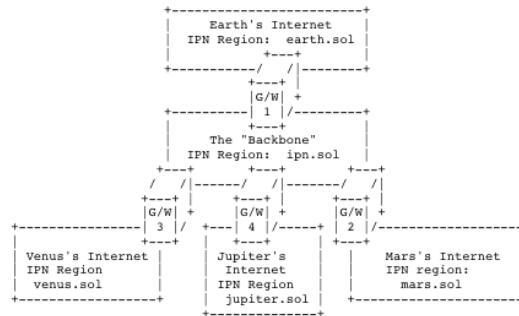 Earth's Internet
IPN Region: earth.sol
G/W
1
The "Backbone"
IPN Region: ipn.sol
G/W G/W G/W
3 4 2
Venus's Internet Jupiter's Mars's Internet
IPN Region Internet IPN region:
venus.sol IPN Region mars.sol
jupiter.sol